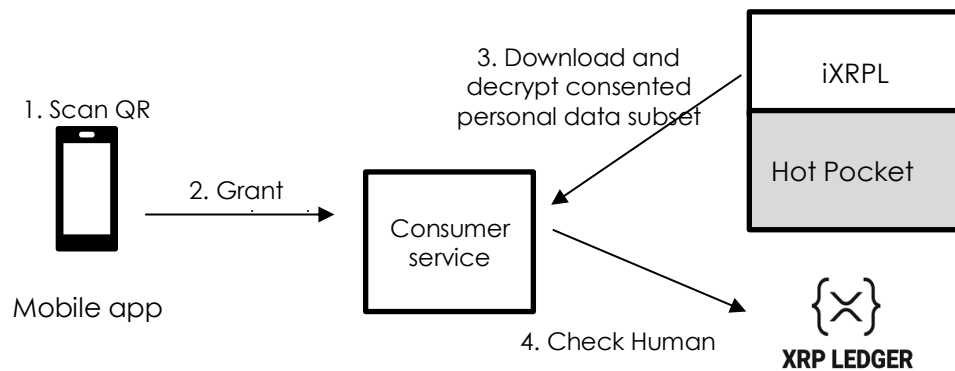 1. Scan QR
2. Grant
Mobile app
3. Download and
decrypt consented
personal data subset
iXRPL
Hot Pocket
Consumer
service
4. Check Human
XRP LEDGER